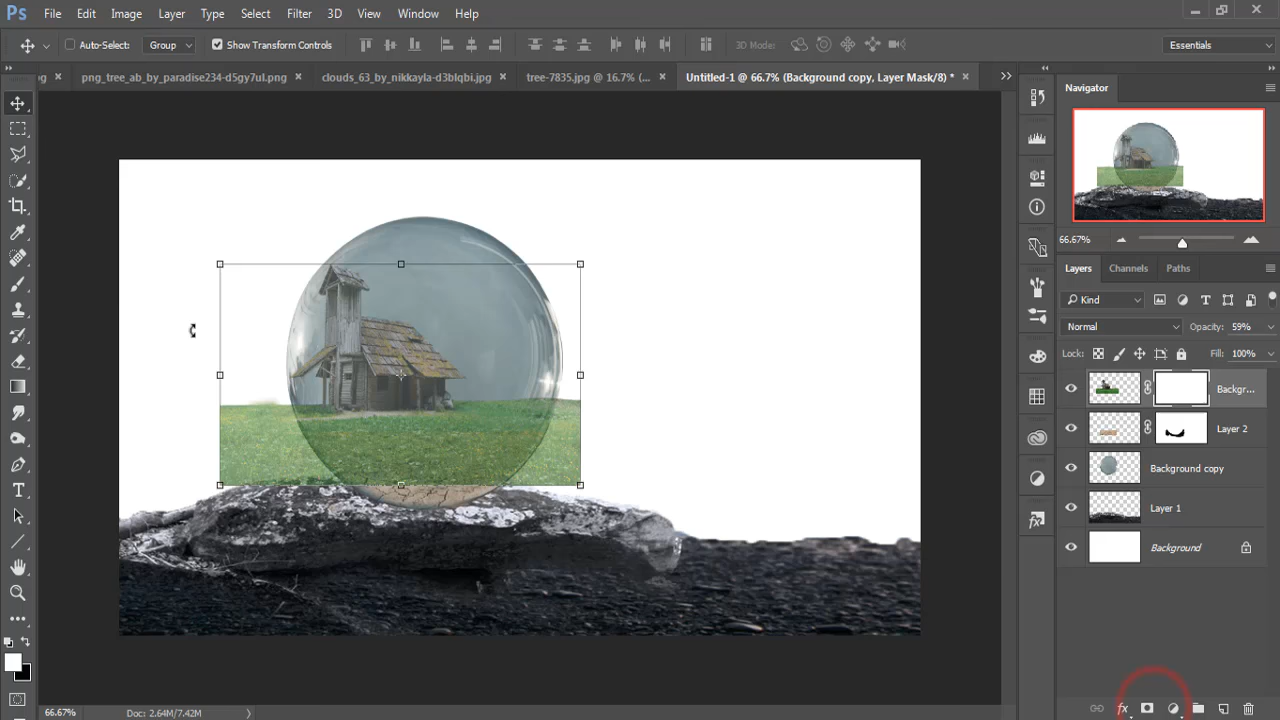 Ps File Edit Image Layer Type Select Filter 3D View Window Help
Auto-Select: Group Show Transform Controls 3D Mode: Essentials
ng × png_tree_ab_by_paradise234-d5gy7ul.png × clouds_63_by_nikkayla-d3blqbi.jpg × tree-7835.jpg @ 16.7% (... × Untitled-1 @ 66.7% (Background copy, Layer Mask/8) * ×
Navigator
66.67%
Layers Channels Paths
Kind
Normal Opacity: 59%
Lock: Fill: 100%
Backgr...
Layer 2
Background copy
Layer 1
Background
fx
66.67% Doc: 2.64M/7.42M